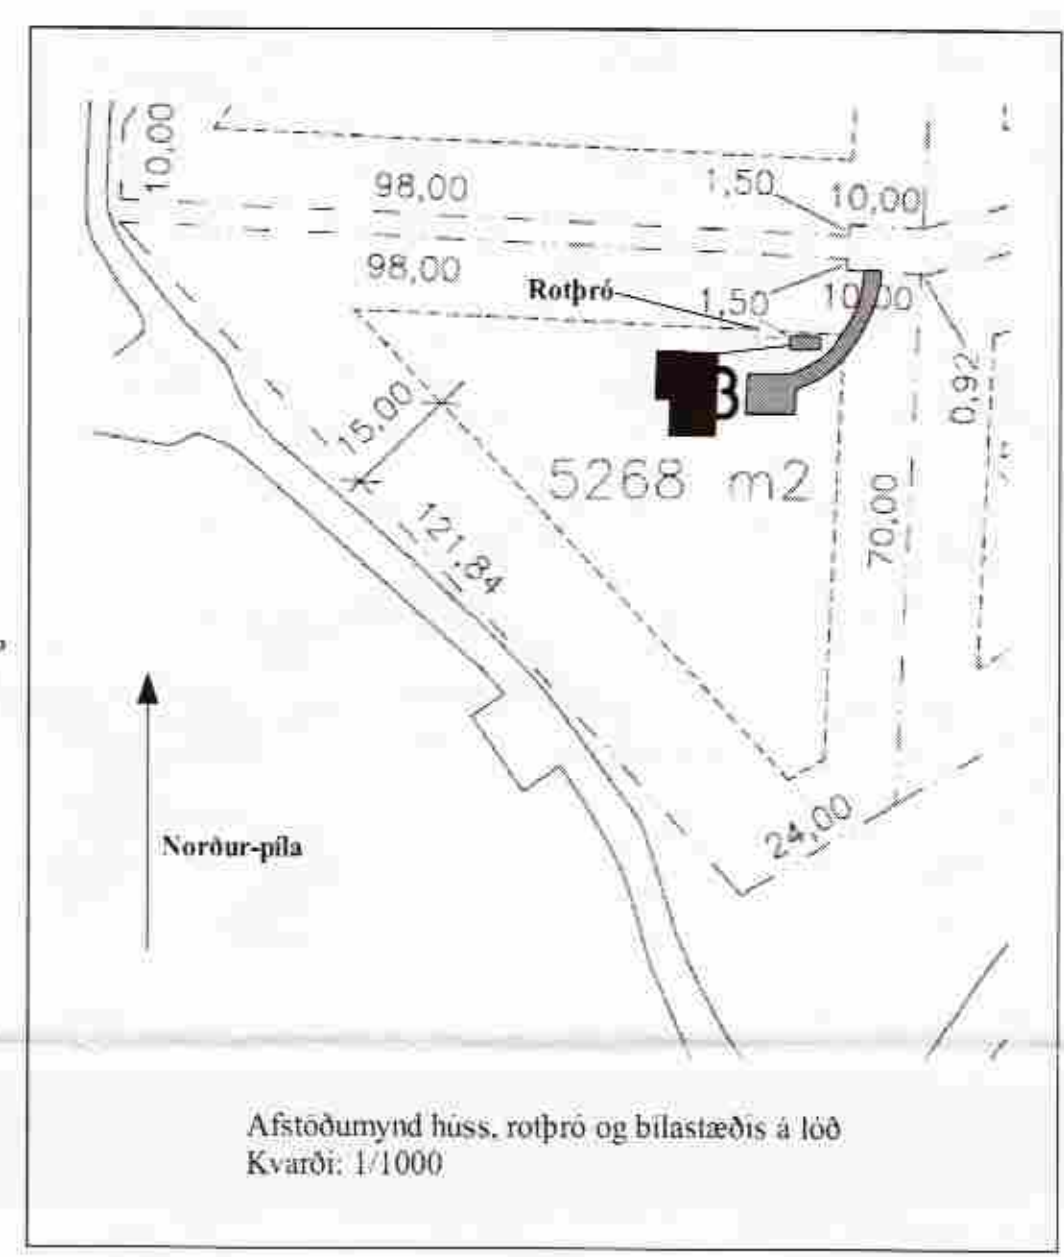 10,00
98,00
1,50
10,00
98,00
Rotþró
1,50
10,00
0,92
15,00
3
5268 m2
70,00
121,84
24,00
Norður-píla
Afstöðumynd húss, rotþró og bílastæðis á lóð
Kvarði: 1/1000